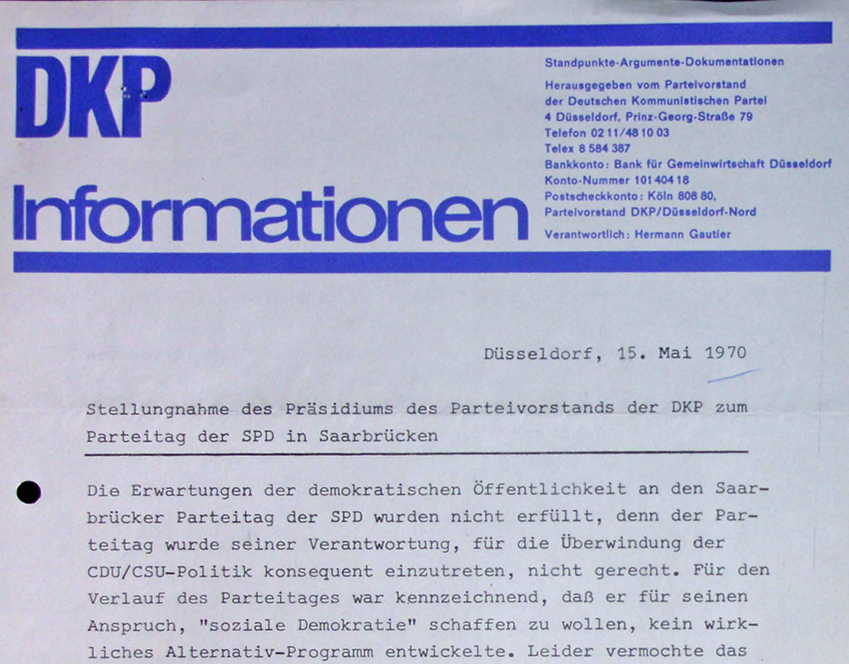 DKP
Informationen
Standpunkte-Argumente-Dokumentationen
Herausgegeben vom Parteivorstand
der Deutschen Kommunistischen Partei
4 Düsseldorf, Prinz-Georg-Straße 79
Telefon 02 11/48 10 03
Telex 8 584 387
Bankkonto: Bank für Gemeinwirtschaft Düsseldorf
Konto-Nummer 101 404 18
Postscheckkonto: Köln 808 80,
Parteivorstand DKP/Düsseldorf-Nord
Verantwortlich: Hermann Gautier
Düsseldorf, 15. Mai 1970
Stellungnahme des Präsidiums des Parteivorstands der DKP zum
Parteitag der SPD in Saarbrücken
Die Erwartungen der demokratischen Öffentlichkeit an den Saar-
brücker Parteitag der SPD wurden nicht erfüllt, denn der Par-
teitag wurde seiner Verantwortung, für die Überwindung der
CDU/CSU-Politik konsequent einzutreten, nicht gerecht. Für den
Verlauf des Parteitages war kennzeichnend, daß er für seinen
Anspruch, "soziale Demokratie" schaffen zu wollen, kein wirk-
liches Alternativ-Programm entwickelte. Leider vermochte das